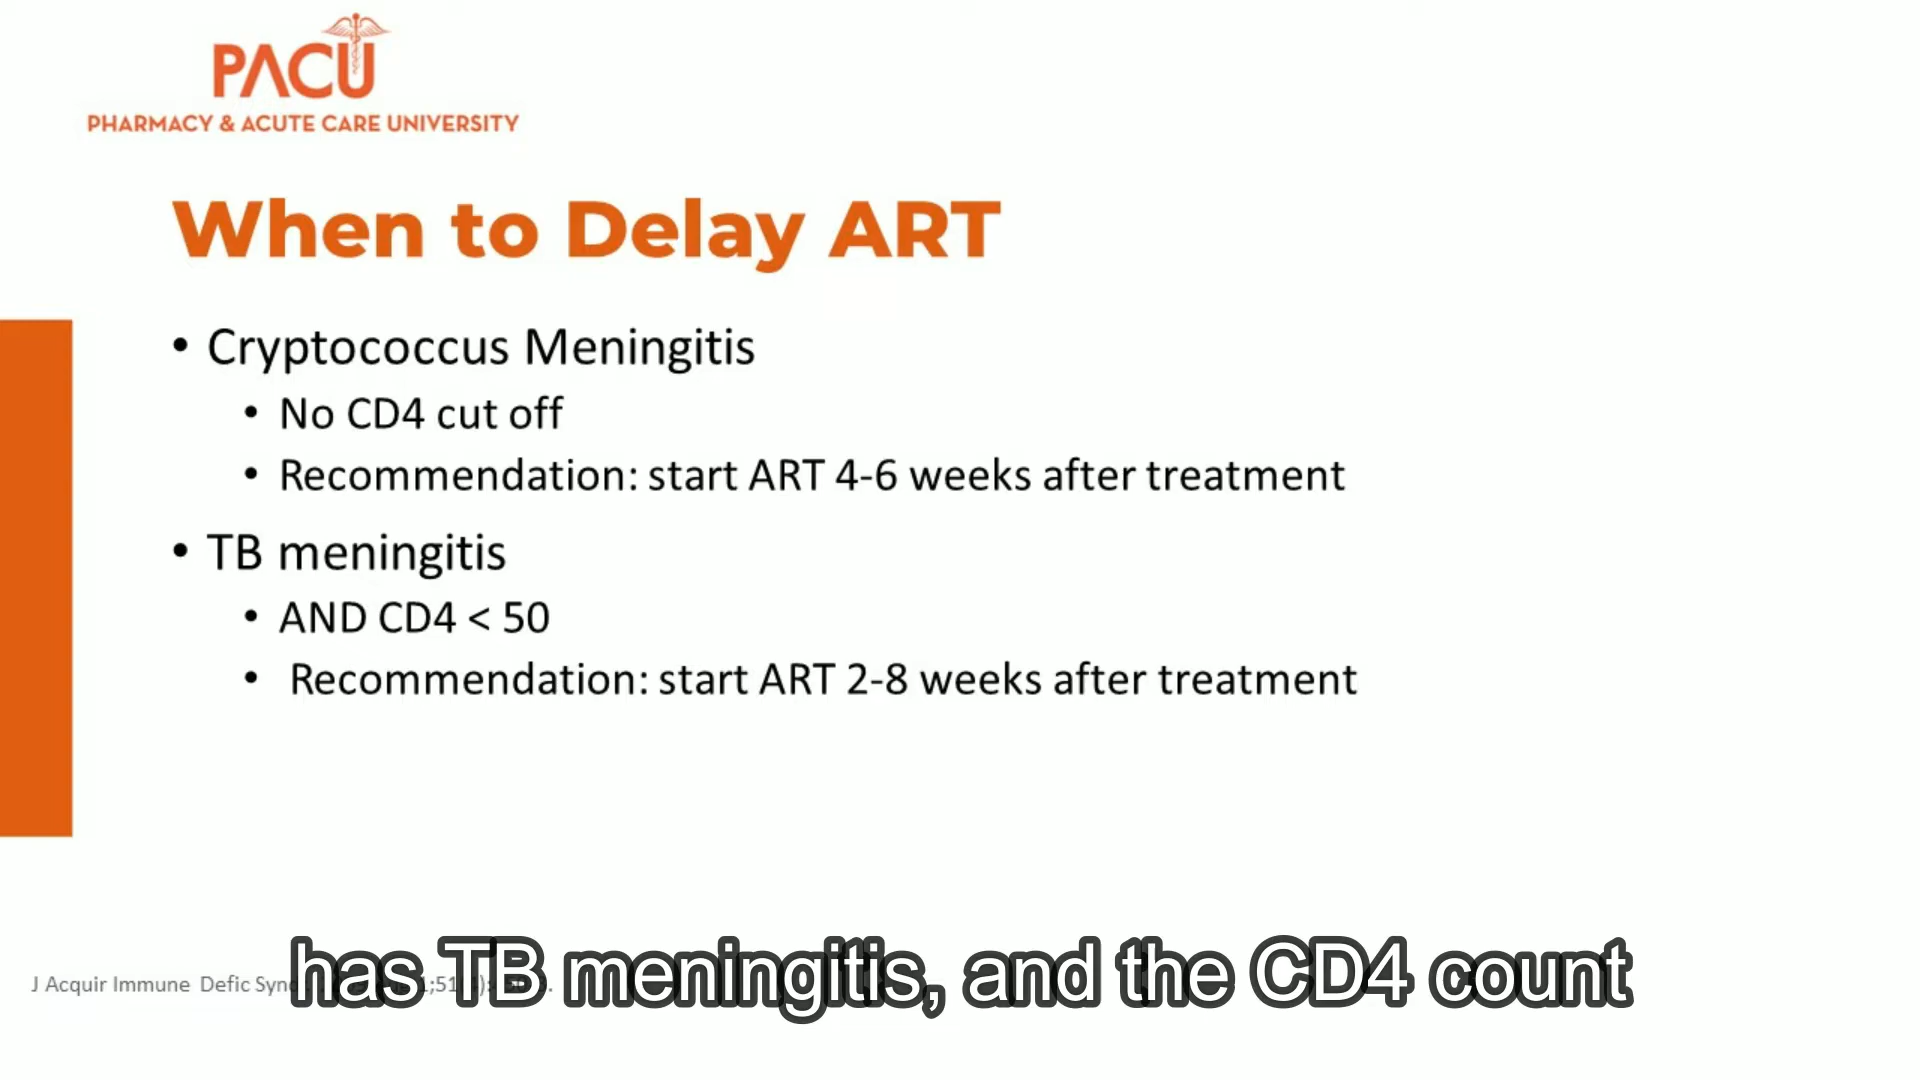 PACU
PHARMACY & ACUTE CARE UNIVERSITY
When to Delay ART
• Cryptococcus Meningitis
• No CD4 cut off
• Recommendation: start ART 4-6 weeks after treatment
• TB meningitis
• AND CD4 < 50
• Recommendation: start ART 2-8 weeks after treatment
J Acquir Immune Defic
has TB meningitis, and the CD4 count